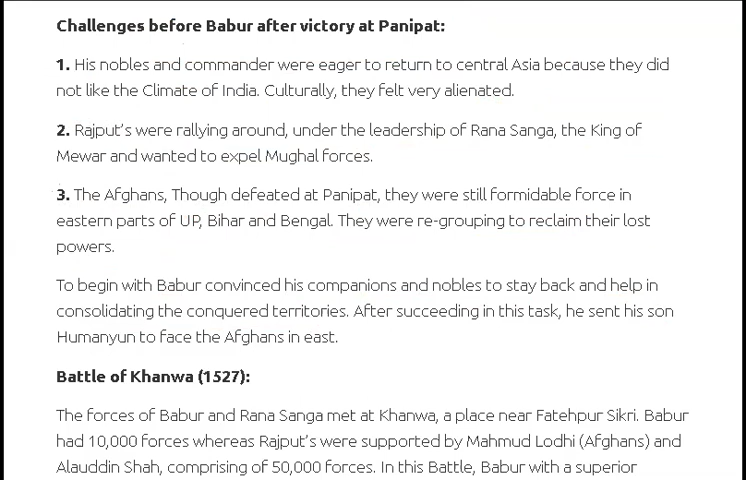 Challenges before Babur after victory at Panipat:
1. His nobles and commander were eager to return to central Asia because they did
not like the Climate of India. Culturally, they felt very alienated.
2. Rajput's were rallying around, under the leadership of Rana Sanga, the King of
Mewar and wanted to expel Mughal forces.
3. The Afghans, Though defeated at Panipat, they were still formidable force in
eastern parts of UP, Bihar and Bengal. They were re-grouping to reclaim their lost
powers.
To begin with Babur convinced his companions and nobles to stay back and help in
consolidating the conquered territories. After succeeding in this task, he sent his son
Humanyun to face the Afghans in east.
Battle of Khanwa (1527):
The forces of Babur and Rana Sanga met at Khanwa, a place near Fatehpur Sikri. Babur
had 10,000 forces whereas Rajput's were supported by Mahmud Lodhi (Afghans) and
Alauddin Shah, comprising of 50,000 forces. In this Battle, Babur with a superior